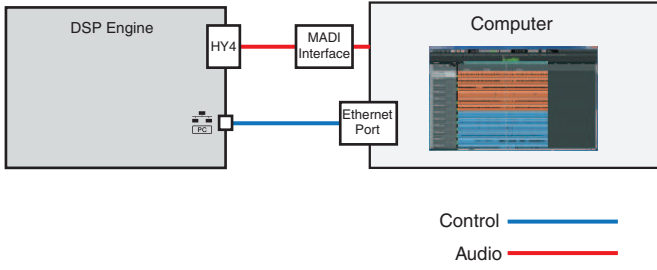 DSP Engine
HY4
MADI
Interface
Computer
PC
Ethernet
Port
Control
Audio